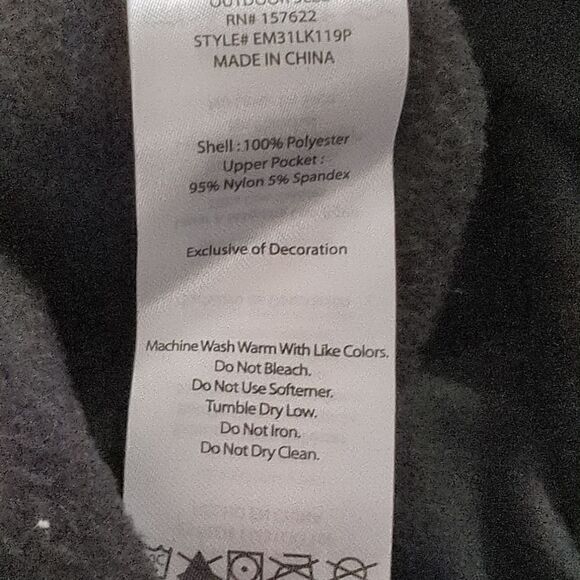 OUTDOOR
RN# 157622
STYLE# EM31LK119P
MADE IN CHINA
Shell : 100% Polyester
Upper Pocket :
95% Nylon 5% Spandex
Exclusive of Decoration
Machine Wash Warm With Like Colors.
Do Not Bleach.
Do Not Use Softerner.
Tumble Dry Low.
Do Not Iron.
Do Not Dry Clean.